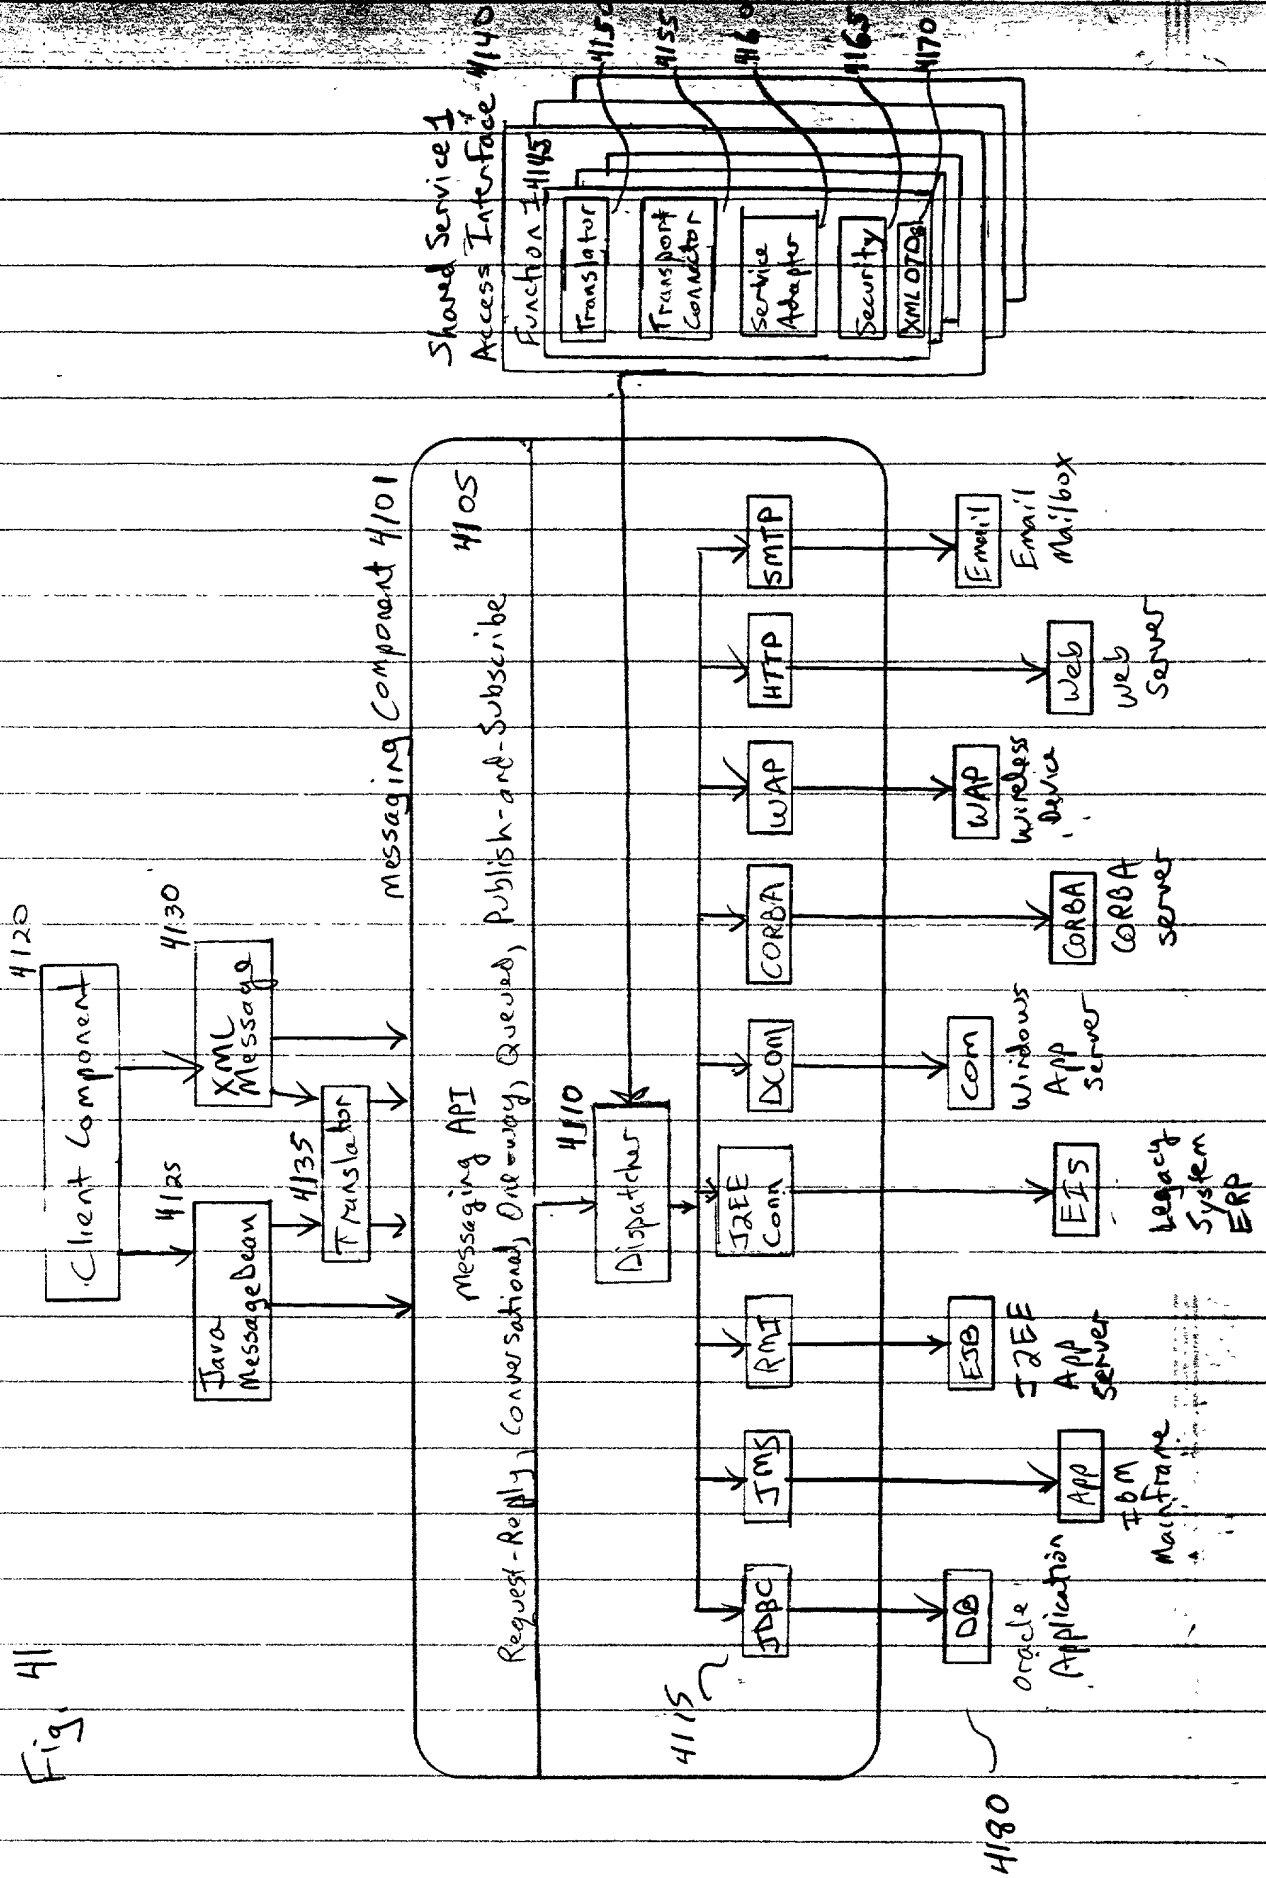 Fig. 41
4120
Client Component
4125
4130
Java
MessageBean
XML
Message
4135
Translator
Messaging Component 4101
Messaging API
4105
Request-Reply, Conversational, One-way, Queued, Publish-and-Subscribe
4110
Dispatcher
4115
JDBC
JMS
RMI
J2EE
Conn
DCOM
CORBA
WAP
HTTP
SMTP
4180
DB
Oracle
Application
App
IBM
Mainframe
EJB
J2EE
App
Server
EIS
Legacy
System
ERP
COM
Windows
App
Server
CORBA
CORBA
Server
WAP
Wireless
Device
Web
Web
Server
Email
Email
Mailbox
Shared Service 1
Access Interface 4140
Function 1 4145
Translator
4150
Transport
Connector
4155
Service
Adapter
4160
Security
4165
XML DTDs
4170